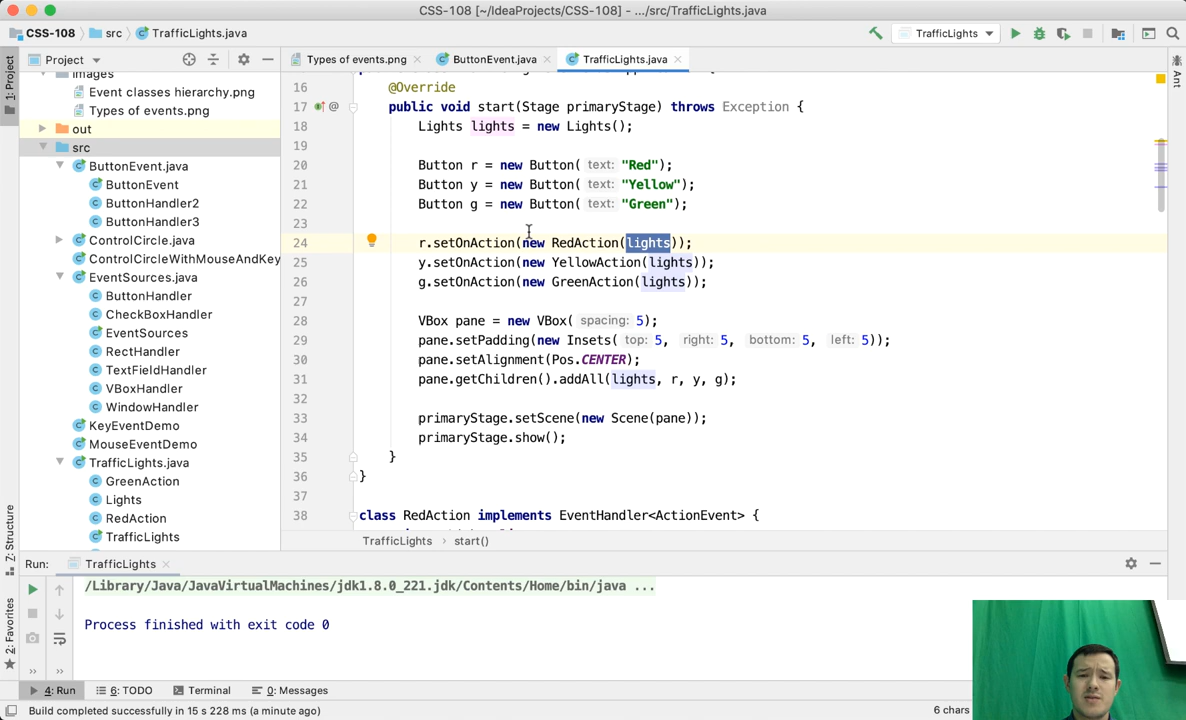 CSS-108 [~/IdeaProjects/CSS-108] - .../src/TrafficLights.java
CSS-108 src TrafficLights.java
TrafficLights
1: Project
Project
Types of events.png ButtonEvent.java TrafficLights.java
Ant
images
Event classes hierarchy.png
Types of events.png
out
src
ButtonEvent.java
ButtonEvent
ButtonHandler2
ButtonHandler3
ControlCircle.java
ControlCircleWithMouseAndKey
EventSources.java
ButtonHandler
CheckBoxHandler
EventSources
RectHandler
TextFieldHandler
VBoxHandler
WindowHandler
KeyEventDemo
MouseEventDemo
TrafficLights.java
GreenAction
Lights
RedAction
TrafficLights
16 @Override
17 @ public void start(Stage primaryStage) throws Exception {
18 Lights lights = new Lights();
19
20 Button r = new Button( text: "Red");
21 Button y = new Button( text: "Yellow");
22 Button g = new Button( text: "Green");
23
24 r.setOnAction(new RedAction(lights));
25 y.setOnAction(new YellowAction(lights));
26 g.setOnAction(new GreenAction(lights));
27
28 VBox pane = new VBox( spacing: 5);
29 pane.setPadding(new Insets( top: 5, right: 5, bottom: 5, left: 5));
30 pane.setAlignment(Pos.CENTER);
31 pane.getChildren().addAll(lights, r, y, g);
32
33 primaryStage.setScene(new Scene(pane));
34 primaryStage.show();
35 }
36 }
37
38 class RedAction implements EventHandler<ActionEvent> {
TrafficLights › start()
7: Structure
2: Favorites
Run: TrafficLights
/Library/Java/JavaVirtualMachines/jdk1.8.0_221.jdk/Contents/Home/bin/java ...
Process finished with exit code 0
4: Run 6: TODO Terminal 0: Messages
Build completed successfully in 15 s 228 ms (a minute ago)
6 chars